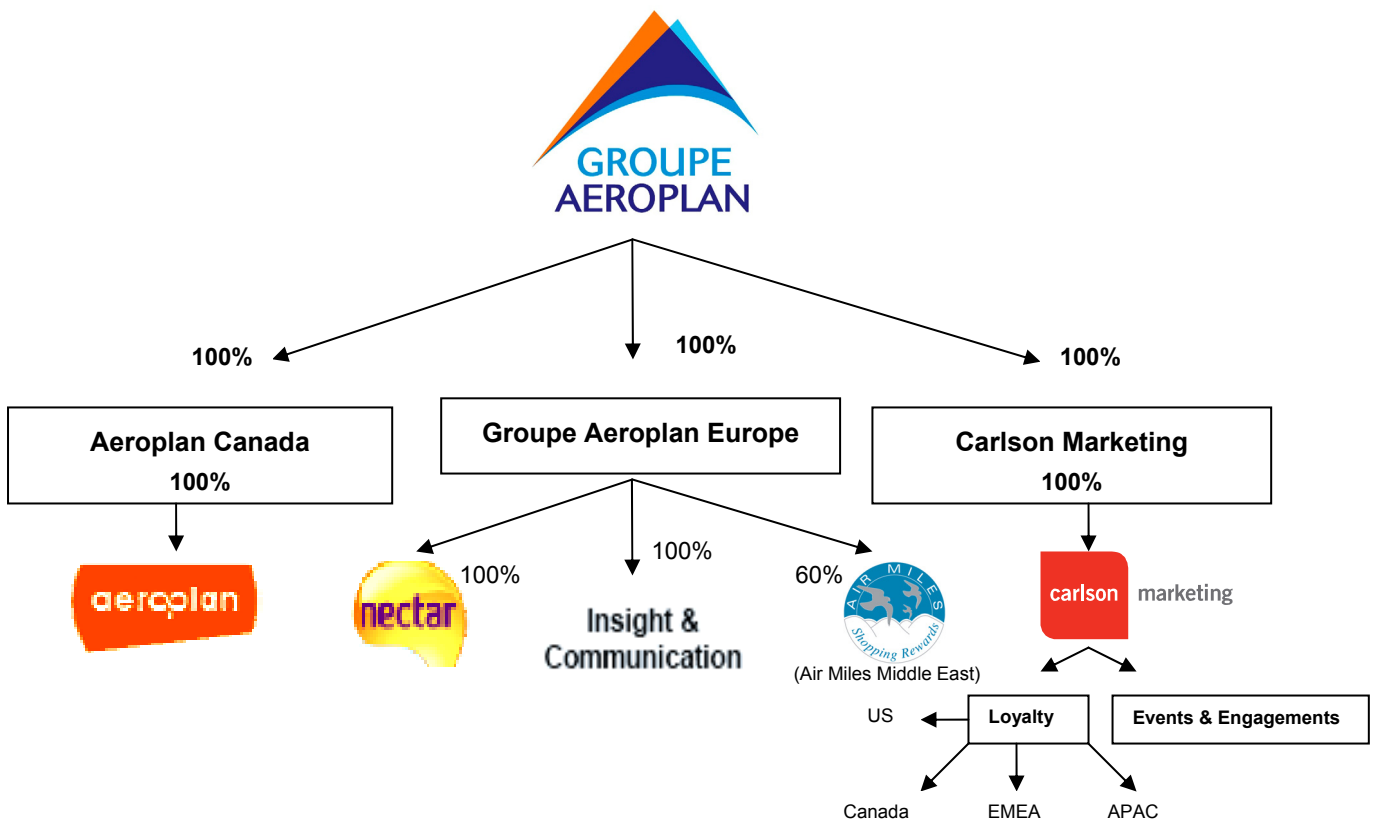 GROUPE
AEROPLAN
100%
100%
100%
Aeroplan Canada
100%
Groupe Aeroplan Europe
Carlson Marketing
100%
aeroplan
nectar
100%
100%
Insight &
Communication
60%
AIR MILES
Shopping Rewards
(Air Miles Middle East)
carlson marketing
US
Loyalty
Events & Engagements
Canada
EMEA
APAC